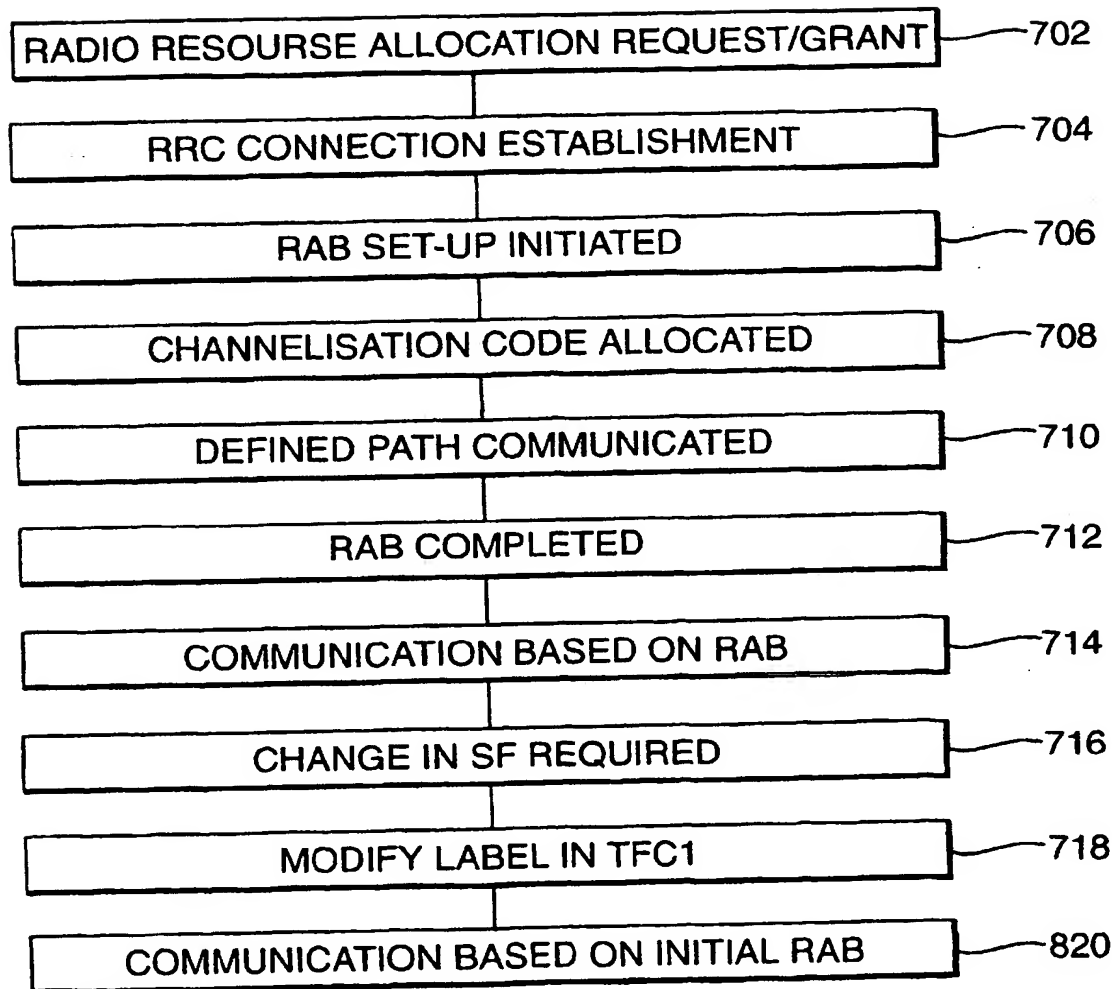 RADIO RESOURSE ALLOCATION REQUEST/GRANT 702
RRC CONNECTION ESTABLISHMENT 704
RAB SET-UP INITIATED 706
CHANNELISATION CODE ALLOCATED 708
DEFINED PATH COMMUNICATED 710
RAB COMPLETED 712
COMMUNICATION BASED ON RAB 714
CHANGE IN SF REQUIRED 716
MODIFY LABEL IN TFC1 718
COMMUNICATION BASED ON INITIAL RAB 820